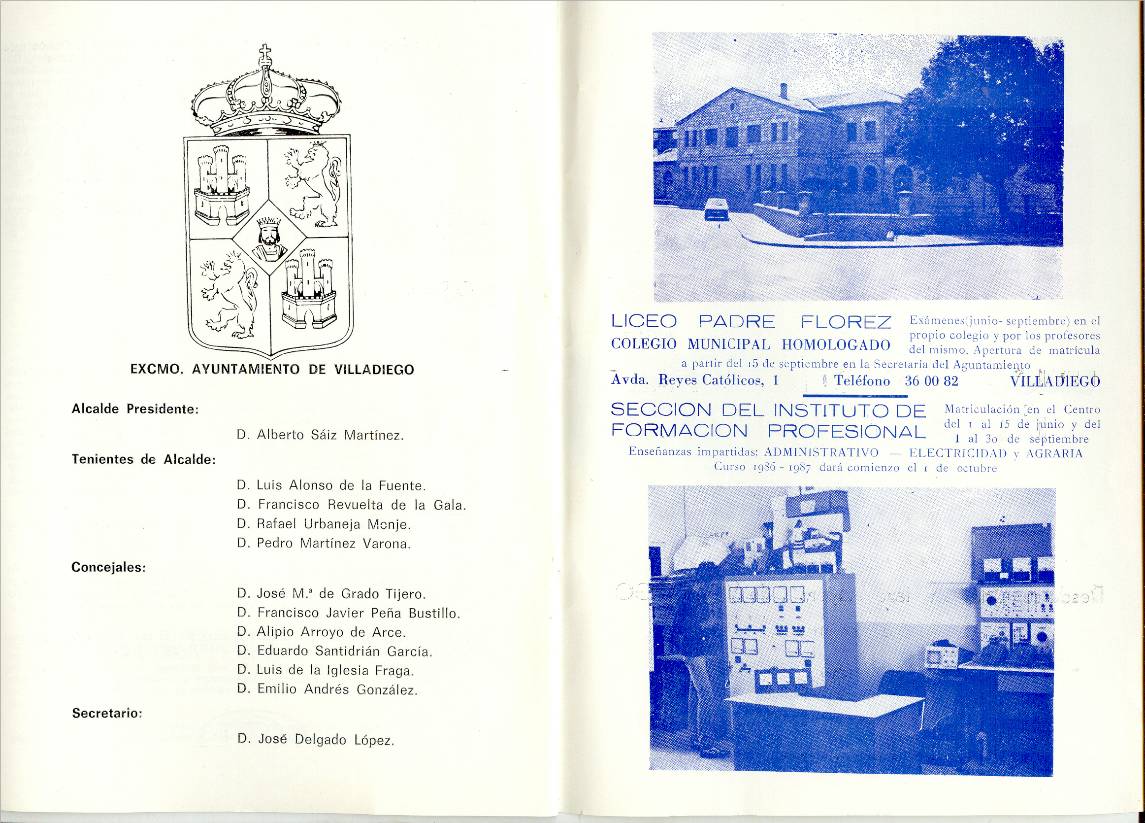 EXCMO. AYUNTAMIENTO DE VILLADIEGO
Alcalde Presidente:
D. Alberto Sáiz Martínez.
Tenientes de Alcalde:
D. Luis Alonso de la Fuente.
D. Francisco Revuelta de la Gala.
D. Rafael Urbaneja Monje.
D. Pedro Martínez Varona.
Concejales:
D. José M.ª de Grado Tijero.
D. Francisco Javier Peña Bustillo.
D. Alipio Arroyo de Arce.
D. Eduardo Santidrián García.
D. Luis de la Iglesia Fraga.
D. Emilio Andrés González.
Secretario:
D. José Delgado López.
LICEO PADRE FLOREZ
COLEGIO MUNICIPAL HOMOLOGADO
Exámenes(junio-septiembre) en el
propio colegio y por los profesores
del mismo. Apertura de matrícula
a partir del 15 de septiembre en la Secretaría del Aguntamiento
Avda. Reyes Católicos, 1 Teléfono 36 00 82 VILLADIEGO
SECCION DEL INSTITUTO DE
FORMACION PROFESIONAL
Matriculación en el Centro
del 1 al 15 de junio y del
1 al 30 de septiembre
Enseñanzas impartidas: ADMINISTRATIVO — ELECTRICIDAD y AGRARIA
Curso 1986 - 1987 dará comienzo el 1 de octubre